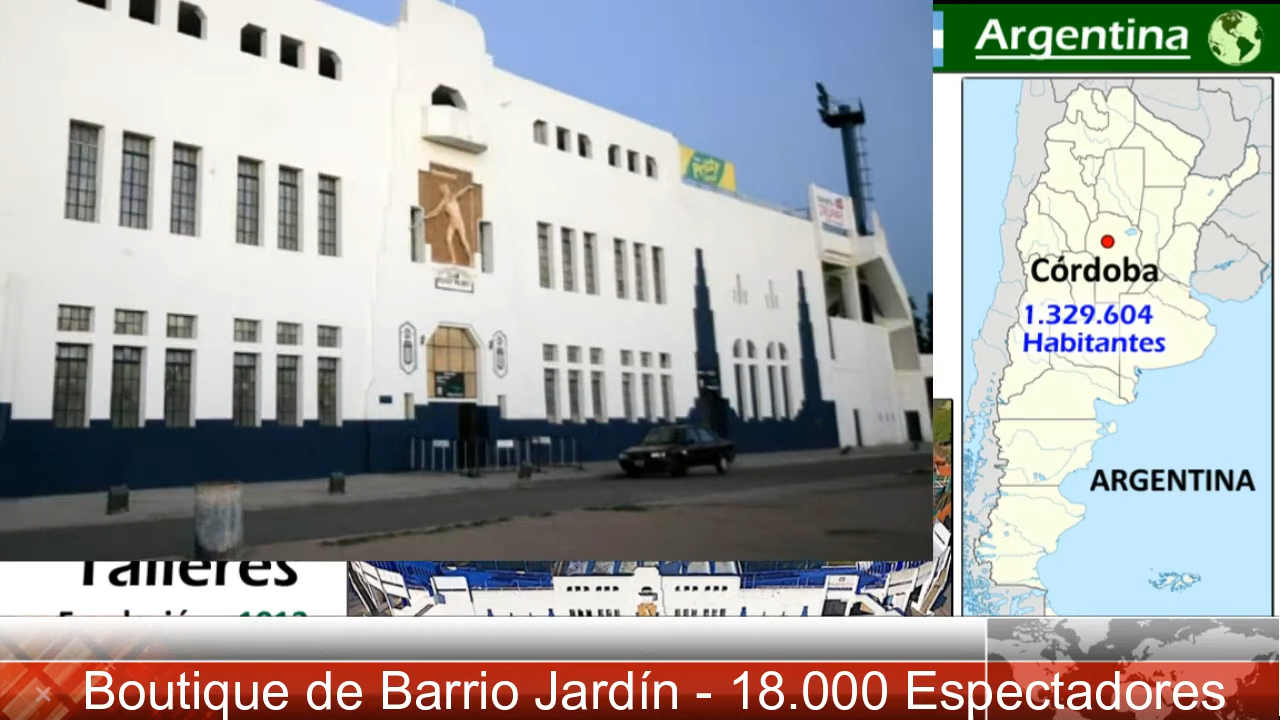 Argentina
Córdoba
1.329.604
Habitantes
ARGENTINA
Talleres
Boutique de Barrio Jardín - 18.000 Espectadores